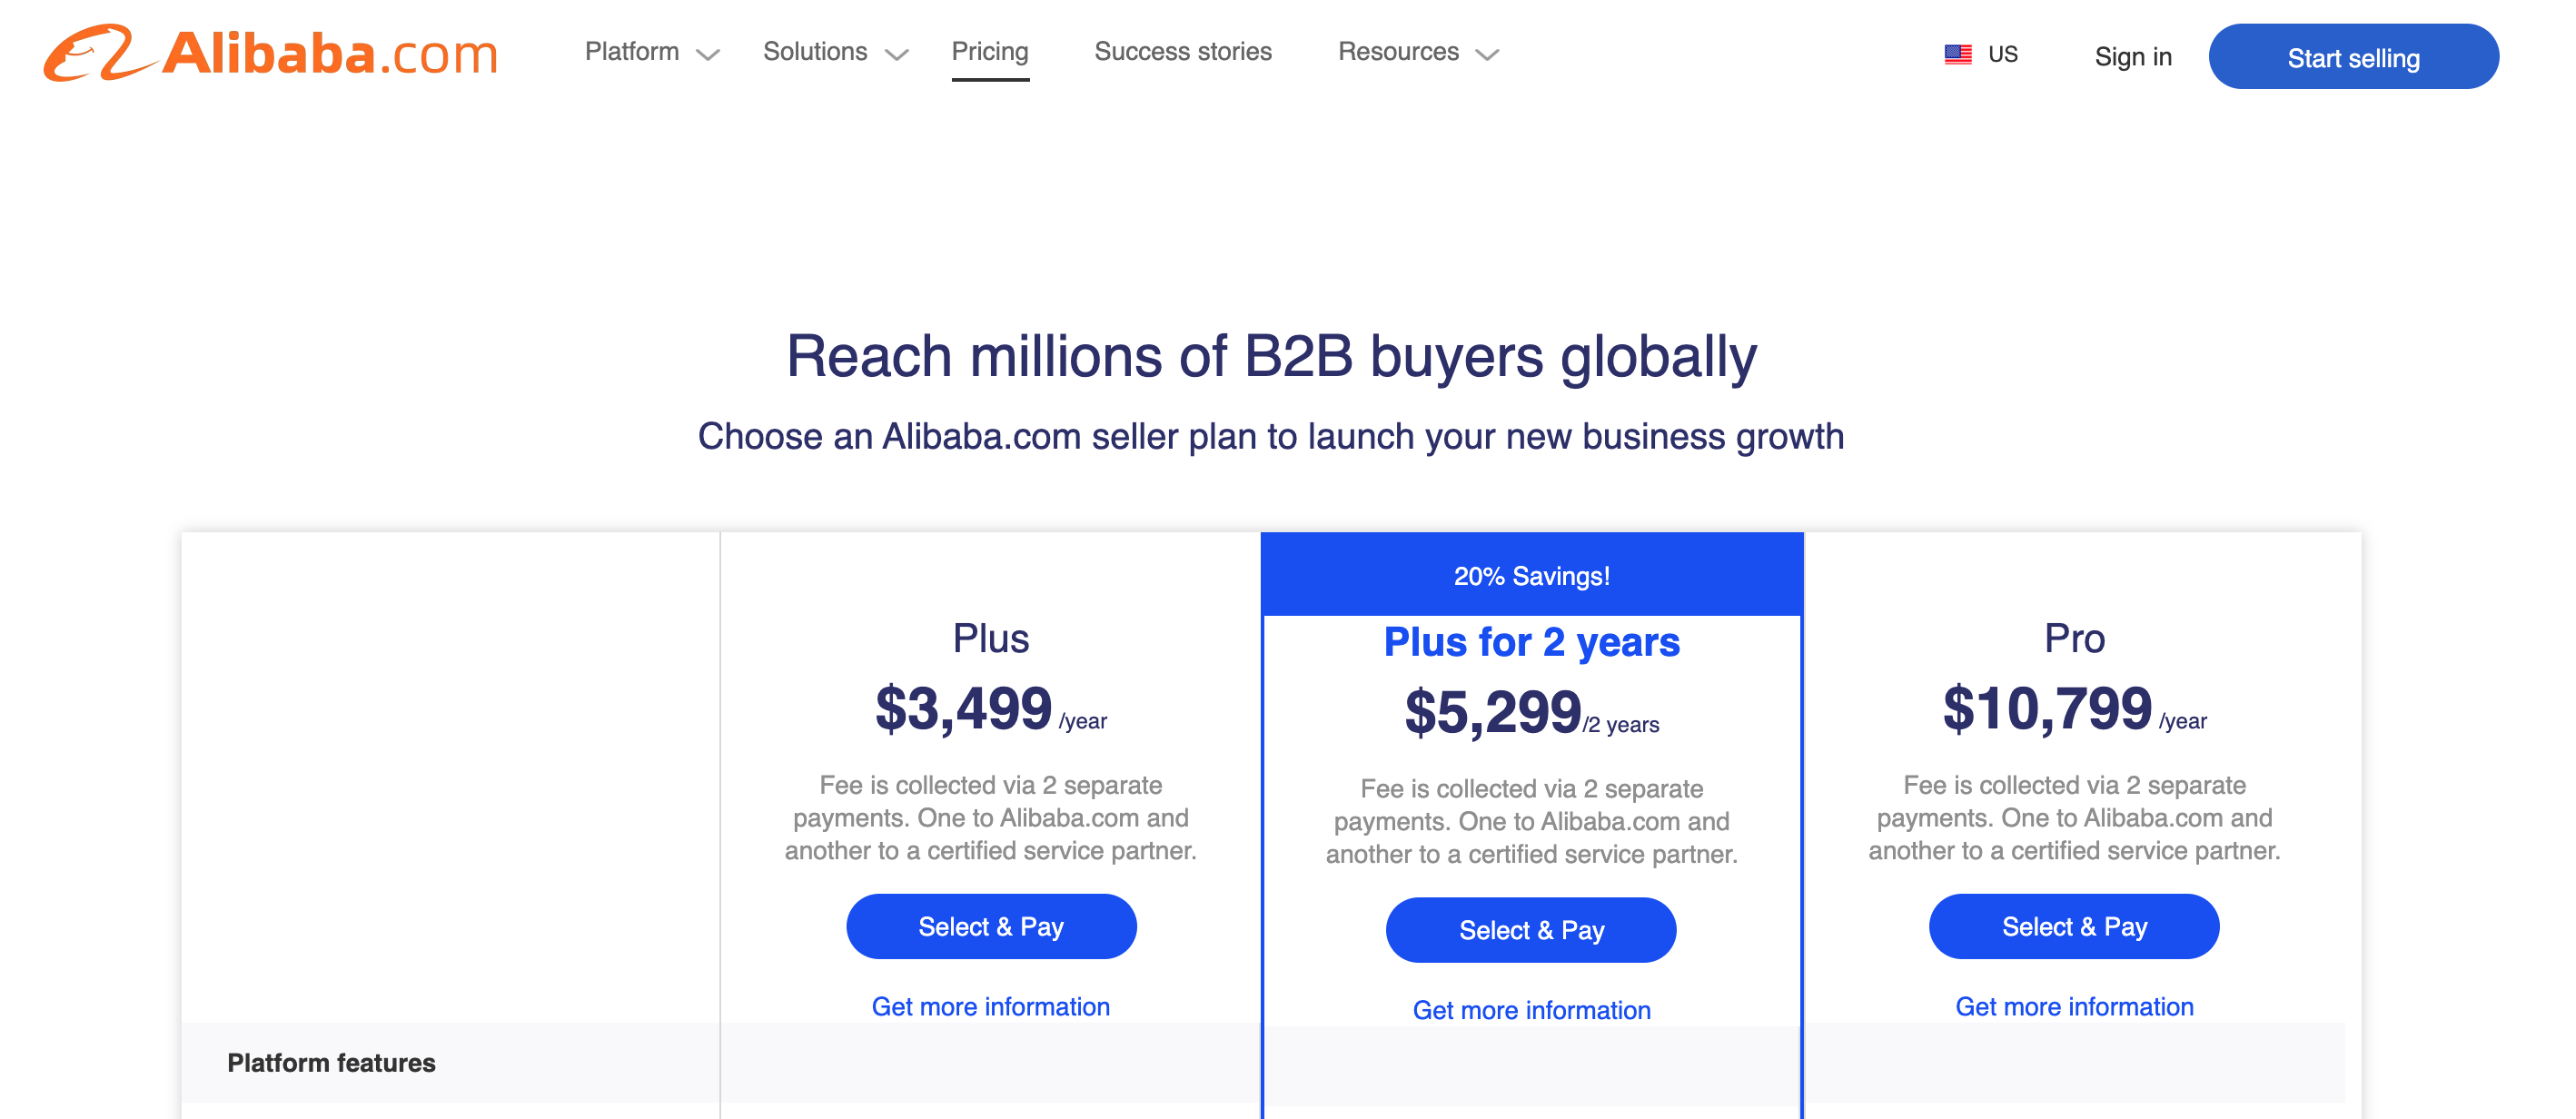 Alibaba.com
Platform
Solutions
Pricing
Success stories
Resources
US
Sign in
Start selling
Reach millions of B2B buyers globally
Choose an Alibaba.com seller plan to launch your new business growth
Plus
$3,499 /year
Fee is collected via 2 separate
payments. One to Alibaba.com and
another to a certified service partner.
Select & Pay
Get more information
20% Savings!
Plus for 2 years
$5,299/2 years
Fee is collected via 2 separate
payments. One to Alibaba.com and
another to a certified service partner.
Select & Pay
Get more information
Pro
$10,799 /year
Fee is collected via 2 separate
payments. One to Alibaba.com and
another to a certified service partner.
Select & Pay
Get more information
Platform features